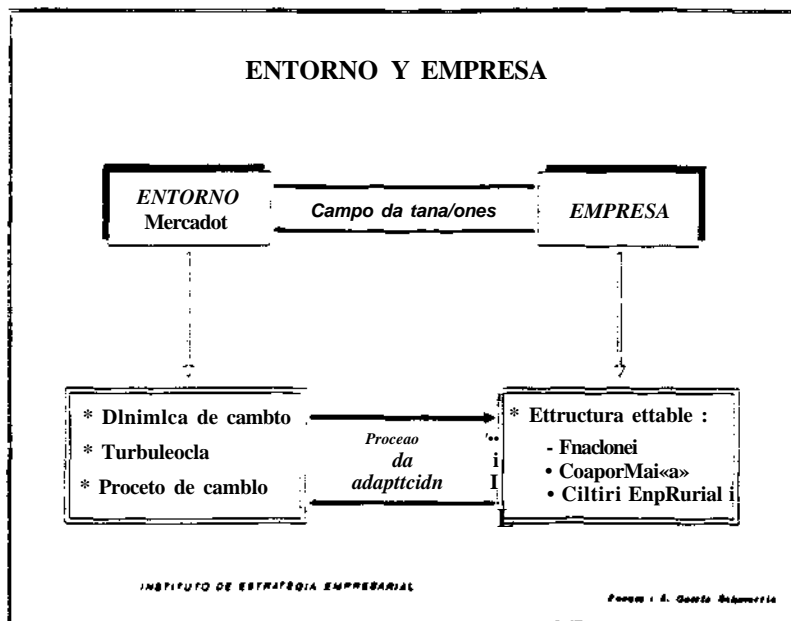 ENTORNO Y EMPRESA
ENTORNO
Mercadot
Campo da tana/ones
EMPRESA
* Dlnimlca de cambto
* Turbuleocla
* Proceto de camblo
Proceao
da
adapttcidn
* Ettructura ettable :
- Fnaclonei
• CoaporMai«a»
• Ciltiri EnpRurial i
INSTITUTO DE ESTRATEGIA EMPRESARIAL